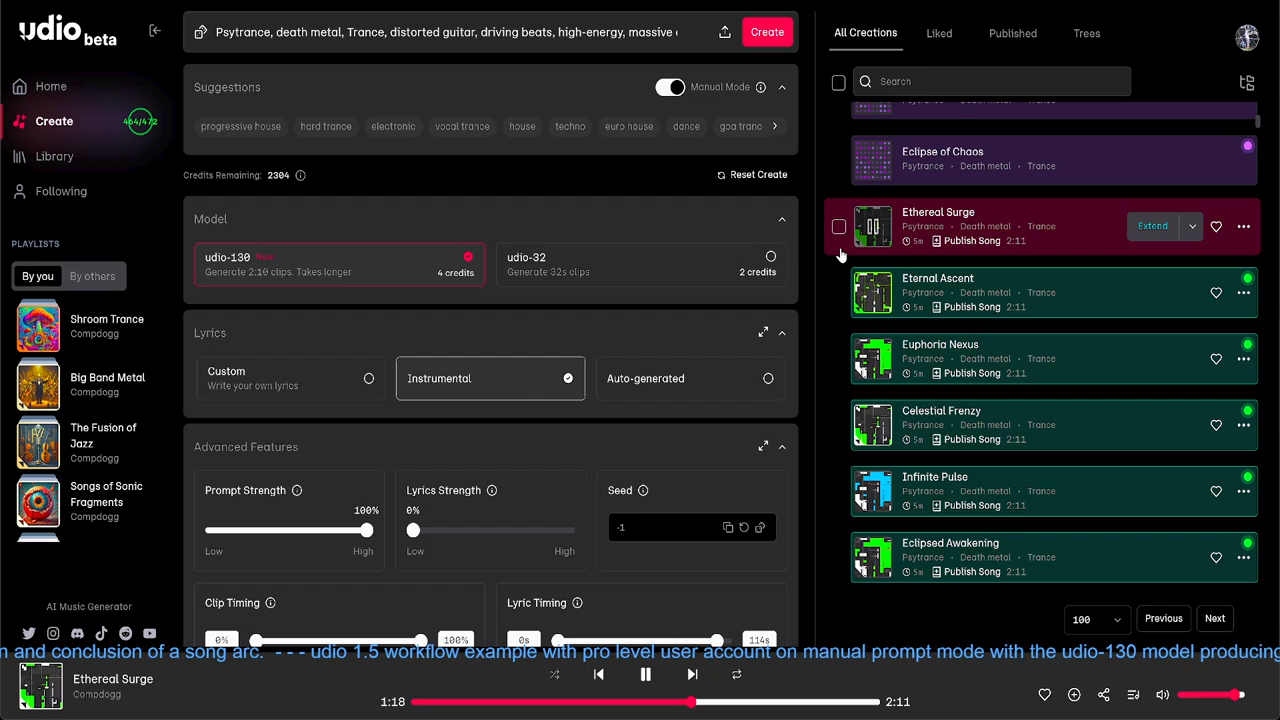 udio beta
Home
Create
464/472
Library
Following
PLAYLISTS
By you
By others
Shroom Trance
Compdogg
Big Band Metal
Compdogg
The Fusion of
Jazz
Compdogg
Songs of Sonic
Fragments
Compdogg
AI Music Generator
Psytrance, death metal, Trance, distorted guitar, driving beats, high-energy, massive
Create
Suggestions
Manual Mode
progressive house
hard trance
electronic
vocal trance
house
techno
euro house
dance
goa tranc
Credits Remaining: 2304
Reset Create
Model
udio-130 New
Generate 2:10 clips. Takes longer
4 credits
udio-32
Generate 32s clips
2 credits
Lyrics
Custom
Write your own lyrics
Instrumental
Auto-generated
Advanced Features
Prompt Strength
100%
Low
High
Lyrics Strength
0%
Low
High
Seed
-1
Clip Timing
0%
100%
Lyric Timing
0s
114s
All Creations
Liked
Published
Trees
Search
Psytrance · Death metal · Trance
Eclipse of Chaos
Psytrance · Death metal · Trance
Ethereal Surge
Psytrance · Death metal · Trance
5m Publish Song 2:11
Extend
Eternal Ascent
Psytrance · Death metal · Trance
5m Publish Song 2:11
Euphoria Nexus
Psytrance · Death metal · Trance
5m Publish Song 2:11
Celestial Frenzy
Psytrance · Death metal · Trance
5m Publish Song 2:11
Infinite Pulse
Psytrance · Death metal · Trance
5m Publish Song 2:11
Eclipsed Awakening
Psytrance · Death metal · Trance
5m Publish Song 2:11
100
Previous
Next
n and conclusion of a song arc. - - - udio 1.5 workflow example with pro level user account on manual prompt mode with the udio-130 model producing
Ethereal Surge
Compdogg
1:18
2:11